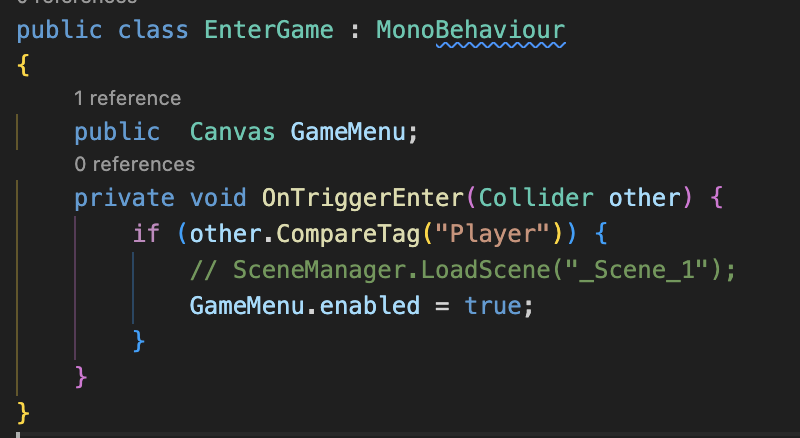 0 references
public class EnterGame : MonoBehaviour
{
1 reference
public  Canvas GameMenu;
0 references
private void OnTriggerEnter(Collider other) {
if (other.CompareTag("Player")) {
// SceneManager.LoadScene("_Scene_1");
GameMenu.enabled = true;
}
}
}